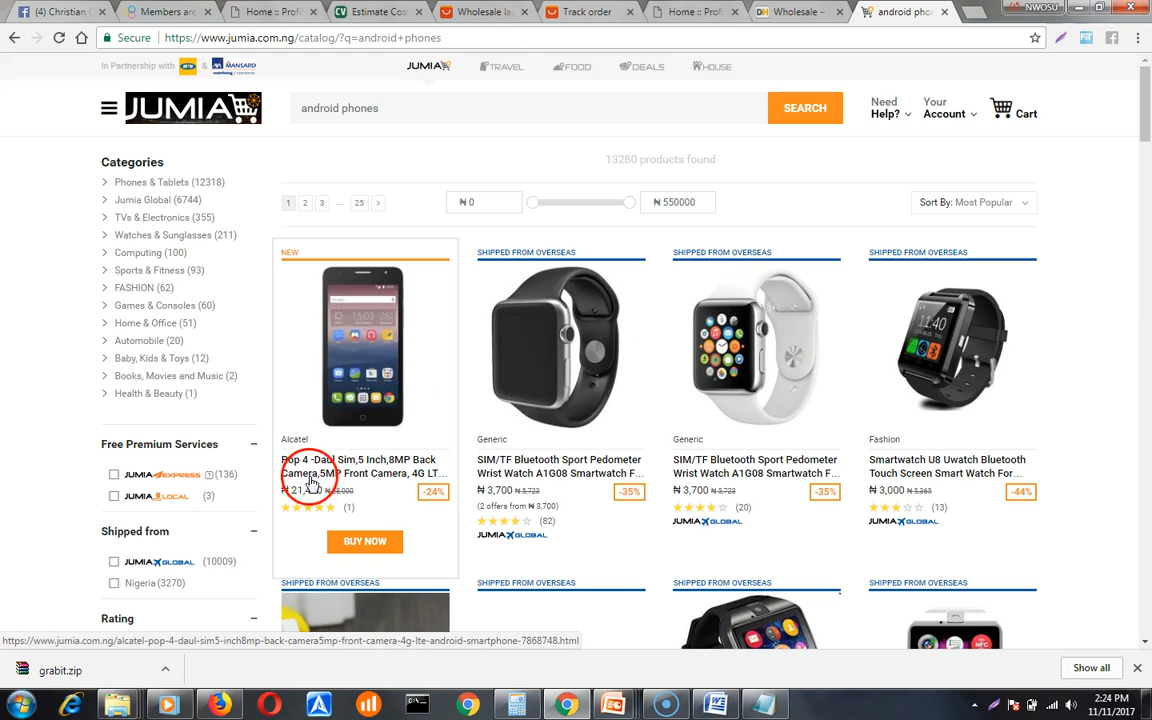 (4) Christian
Members are
Home :: Profi
Estimate Cos
Wholesale la
Track order
Home :: Profi
Wholesale –
android pho
NWOSU
Secure
https://www.jumia.com.ng/catalog/?q=android+phones
In Partnership with MTN & AXA MANSARD
JUMIA
TRAVEL
FOOD
DEALS
HOUSE
JUMIA
android phones
SEARCH
Need Help?
Your Account
Cart
Categories
Phones & Tablets (12318)
Jumia Global (6744)
TVs & Electronics (355)
Watches & Sunglasses (211)
Computing (100)
Sports & Fitness (93)
FASHION (62)
Games & Consoles (60)
Home & Office (51)
Automobile (20)
Baby, Kids & Toys (12)
Books, Movies and Music (2)
Health & Beauty (1)
Free Premium Services –
JUMIA EXPRESS (136)
JUMIA LOCAL (3)
Shipped from –
JUMIA GLOBAL (10009)
Nigeria (3270)
Rating –
13280 products found
1 2 3 ... 25 >
₦ 0
₦ 550000
Sort By: Most Popular
NEW
Alcatel
Pop 4 -Daul Sim,5 Inch,8MP Back
Camera,5MP Front Camera, 4G LT...
-24%
(1)
BUY NOW
SHIPPED FROM OVERSEAS
Generic
SIM/TF Bluetooth Sport Pedometer
Wrist Watch A1G08 Smartwatch F...
₦ 3,700 ₦ 5,723
-35%
(2 offers from ₦ 3,700)
(82)
JUMIA GLOBAL
SHIPPED FROM OVERSEAS
Generic
SIM/TF Bluetooth Sport Pedometer
Wrist Watch A1G08 Smartwatch F...
₦ 3,700 ₦ 5,723
-35%
(20)
JUMIA GLOBAL
SHIPPED FROM OVERSEAS
11:40
Fashion
Smartwatch U8 Uwatch Bluetooth
Touch Screen Smart Watch For...
₦ 3,000 ₦ 5,365
-44%
(13)
JUMIA GLOBAL
SHIPPED FROM OVERSEAS
SHIPPED FROM OVERSEAS
SHIPPED FROM OVERSEAS
SHIPPED FROM OVERSEAS
https://www.jumia.com.ng/alcatel-pop-4-daul-sim5-inch8mp-back-camera5mp-front-camera-4g-lte-android-smartphone-7868748.html
grabit.zip
Show all
2:24 PM
11/11/2017